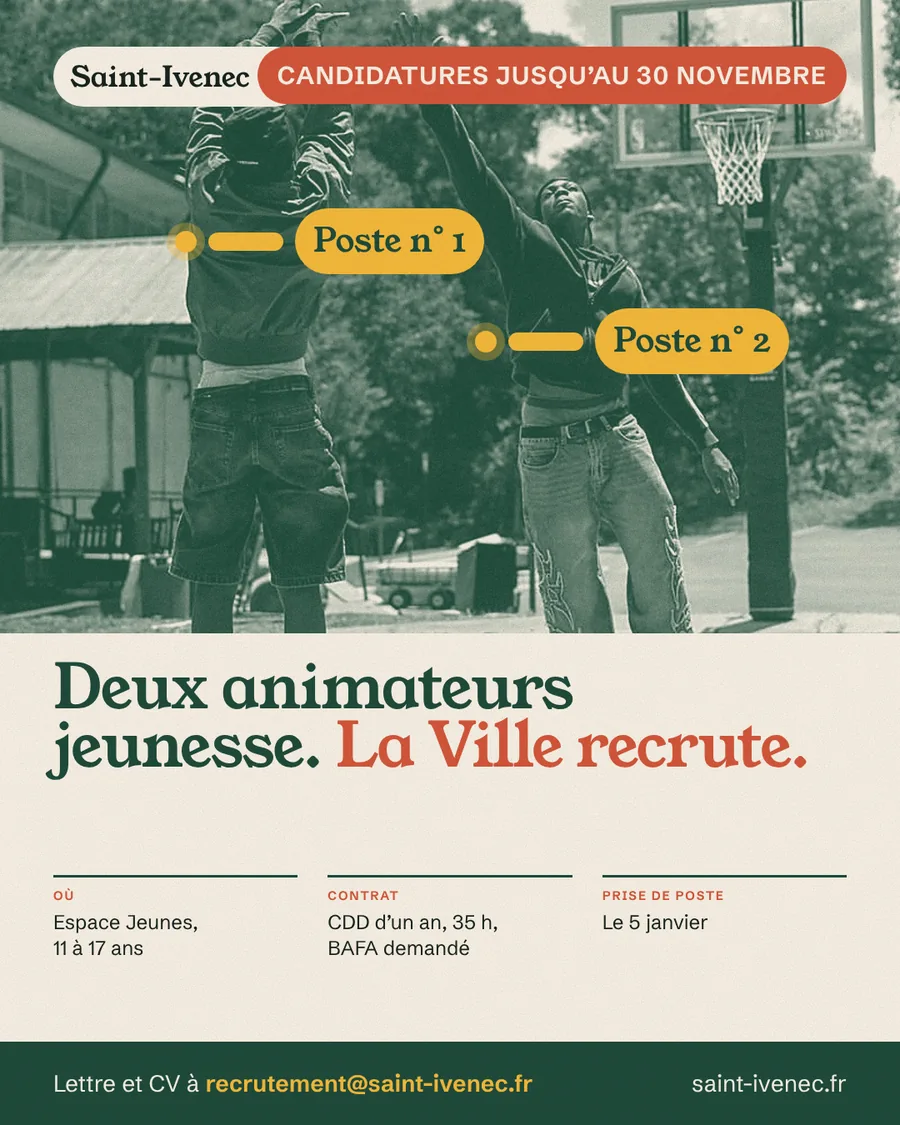 Saint-Ivenec
CANDIDATURES JUSQU’AU 30 NOVEMBRE
Poste n° 1
Poste n° 2
Deux animateurs
jeunesse. La Ville recrute.
OÙ
Espace Jeunes,
11 à 17 ans
CONTRAT
CDD d’un an, 35 h,
BAFA demandé
PRISE DE POSTE
Le 5 janvier
Lettre et CV à recrutement@saint-ivenec.fr
saint-ivenec.fr